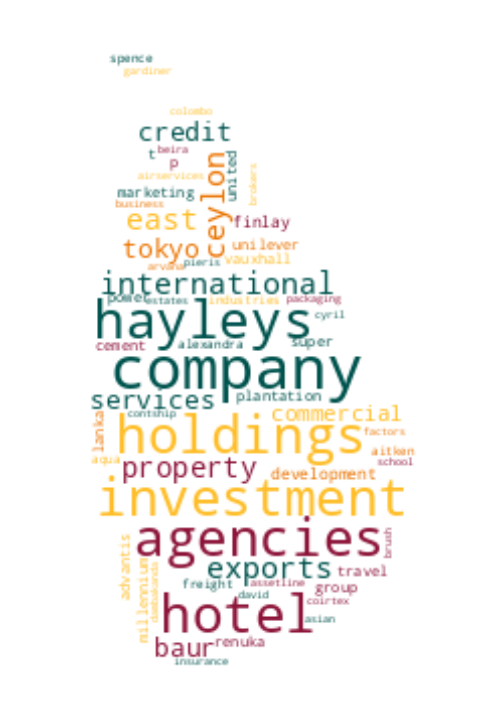 spence
gardiner
colombo
credit
t
beira
p
airservices
united
brokers
marketing
business
east
ceylon
finlay
tokyo
unilever
arvana
pieris
vauxhall
international
power
estates
industries
packaging
hayleys
cyril
cement
alexandra
super
company
services
plantation
contship
commercial
lanka
holdings
factors
aqua
property
development
aitken
school
investment
agencies
brush
advantis
millennium
exports
travel
freight
assetline
group
david
coirtex
hotel
asian
baur
renuka
insurance